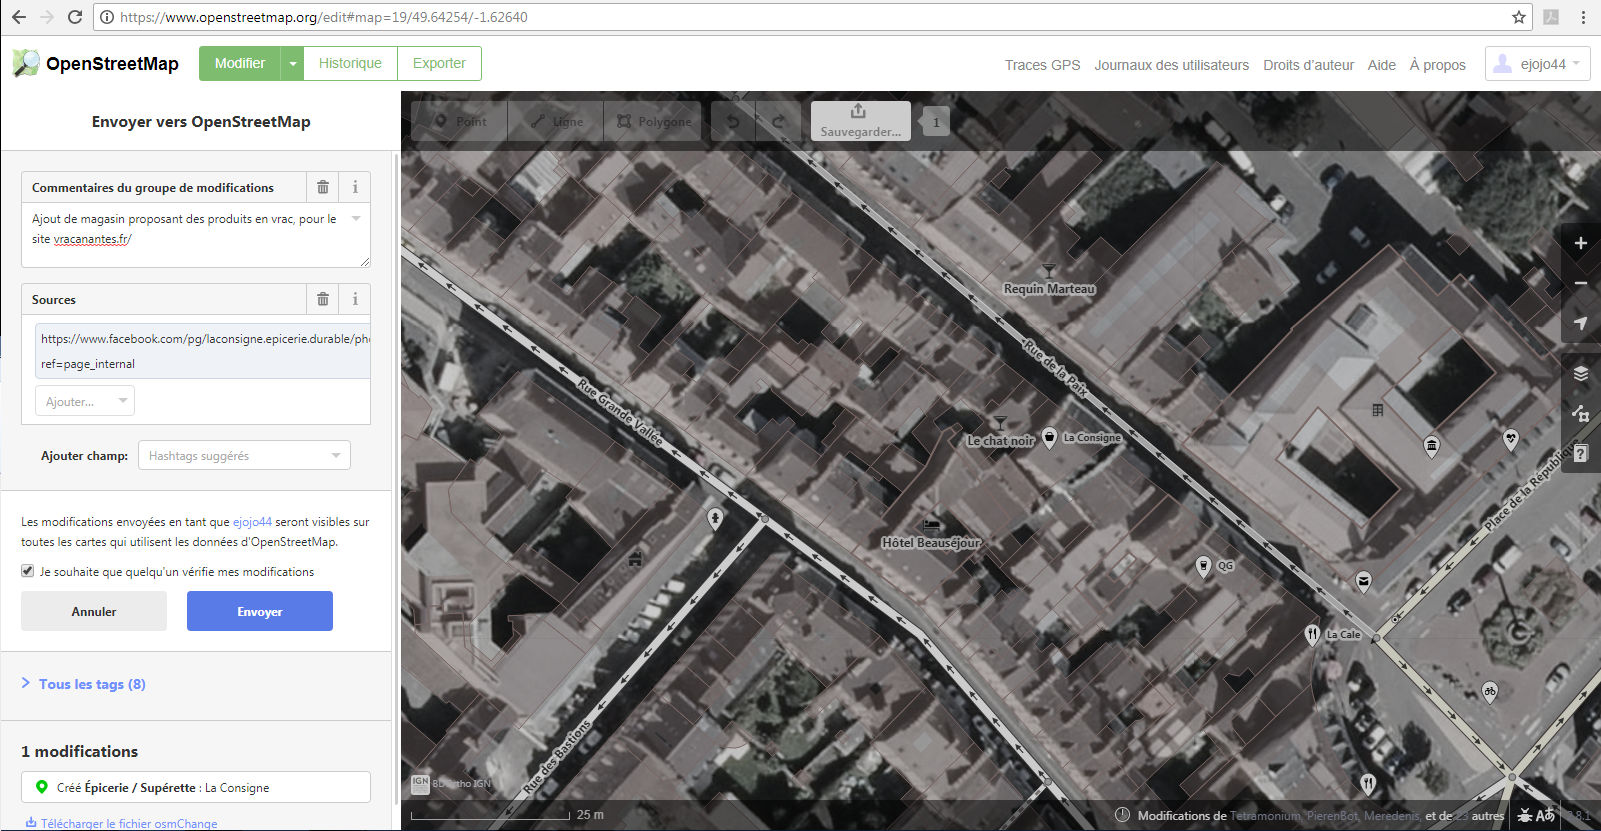 https://www.openstreetmap.org/edit#map=19/49.64254/-1.62640
OpenStreetMap
Modifier
Historique
Exporter
Traces GPS
Journaux des utilisateurs
Droits d'auteur
Aide
À propos
ejojo44
Envoyer vers OpenStreetMap
Commentaires du groupe de modifications
Ajout de magasin proposant des produits en vrac, pour le
site vracanantes.fr/
Sources
https://www.facebook.com/pg/laconsigne.epicerie.durable/pho
ref=page_internal
Ajouter...
Ajouter champ:
Hashtags suggérés
Les modifications envoyées en tant que ejojo44 seront visibles sur
toutes les cartes qui utilisent les données d'OpenStreetMap.
Je souhaite que quelqu'un vérifie mes modifications
Annuler
Envoyer
Tous les tags (8)
1 modifications
Créé Épicerie / Supérette : La Consigne
Télécharger le fichier osmChange
Point
Ligne
Polygone
Sauvegarder...
1
Requin Marteau
Rue de la Paix
Rue Grande Vallée
Le chat noir
La Consigne
Place de la République
Hôtel Beauséjour
QG
La Cale
Rue des Bastions
IGN
BDOrtho IGN
25 m
Modifications de Tetramonium, PierenBot, Meredenis, et de 23 autres
2.8.1